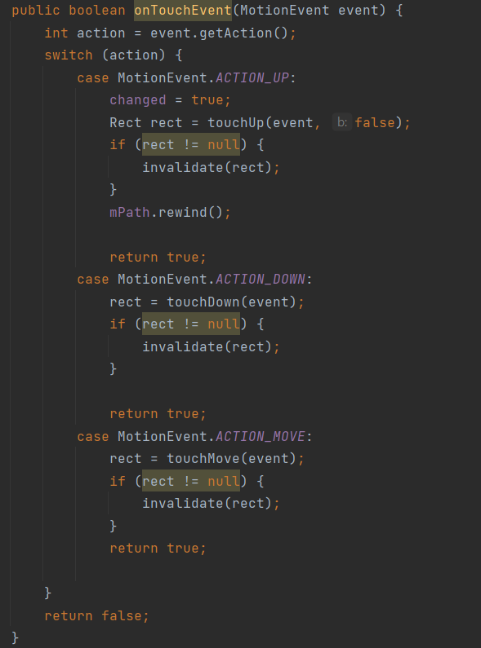 public boolean onTouchEvent(MotionEvent event) {
    int action = event.getAction();
    switch (action) {
        case MotionEvent.ACTION_UP:
            changed = true;
            Rect rect = touchUp(event, b: false);
            if (rect != null) {
                invalidate(rect);
            }
            mPath.rewind();

            return true;
        case MotionEvent.ACTION_DOWN:
            rect = touchDown(event);
            if (rect != null) {
                invalidate(rect);
            }

            return true;
        case MotionEvent.ACTION_MOVE:
            rect = touchMove(event);
            if (rect != null) {
                invalidate(rect);
            }
            return true;

    }
    return false;
}